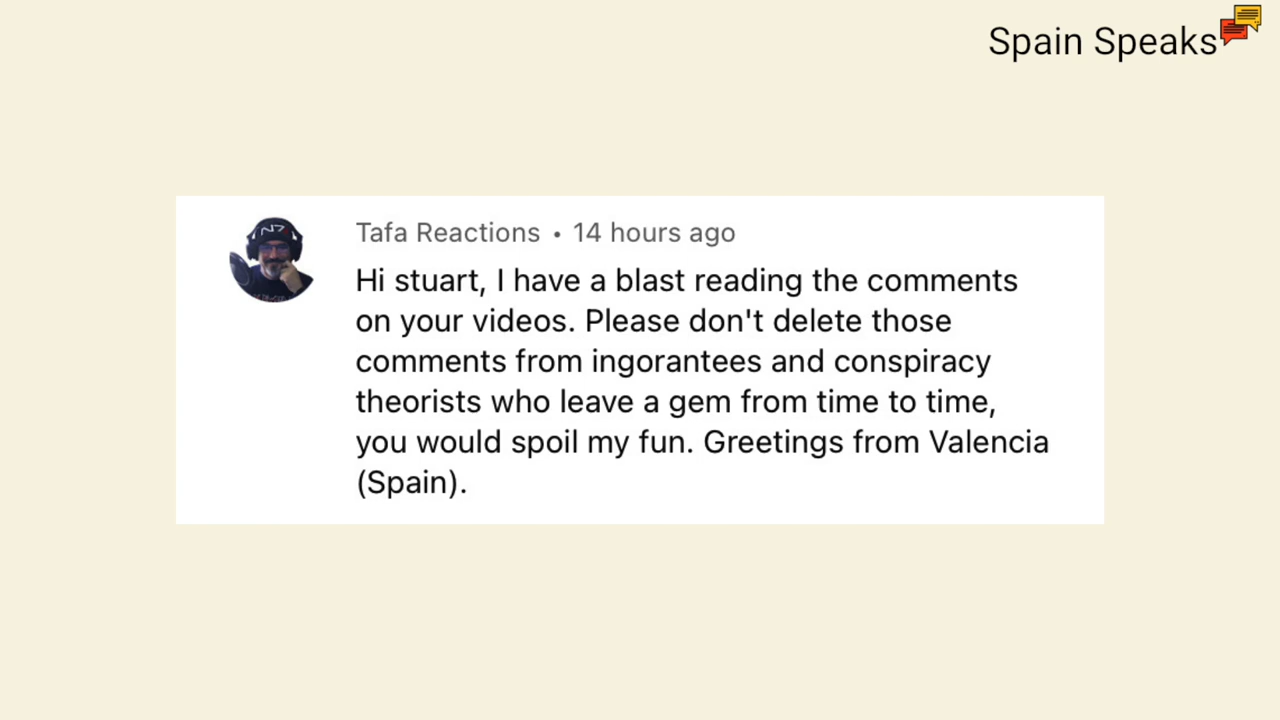 Spain Speaks
Tafa Reactions • 14 hours ago
Hi stuart, I have a blast reading the comments
on your videos. Please don't delete those
comments from ingorantees and conspiracy
theorists who leave a gem from time to time,
you would spoil my fun. Greetings from Valencia
(Spain).
N7